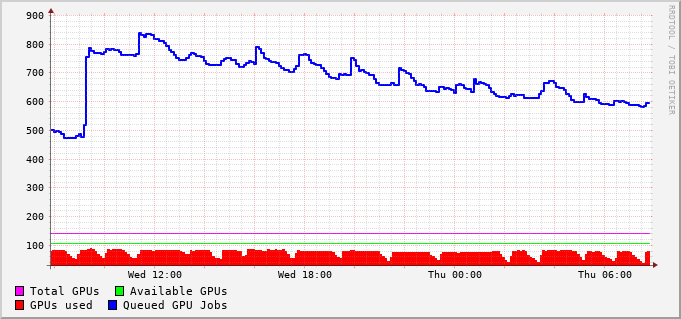 900
800
700
600
500
400
300
200
100
Wed 12:00 Wed 18:00 Thu 00:00 Thu 06:00
Total GPUs Available GPUs
GPUs used Queued GPU Jobs
RRDTOOL / TOBI OETIKER